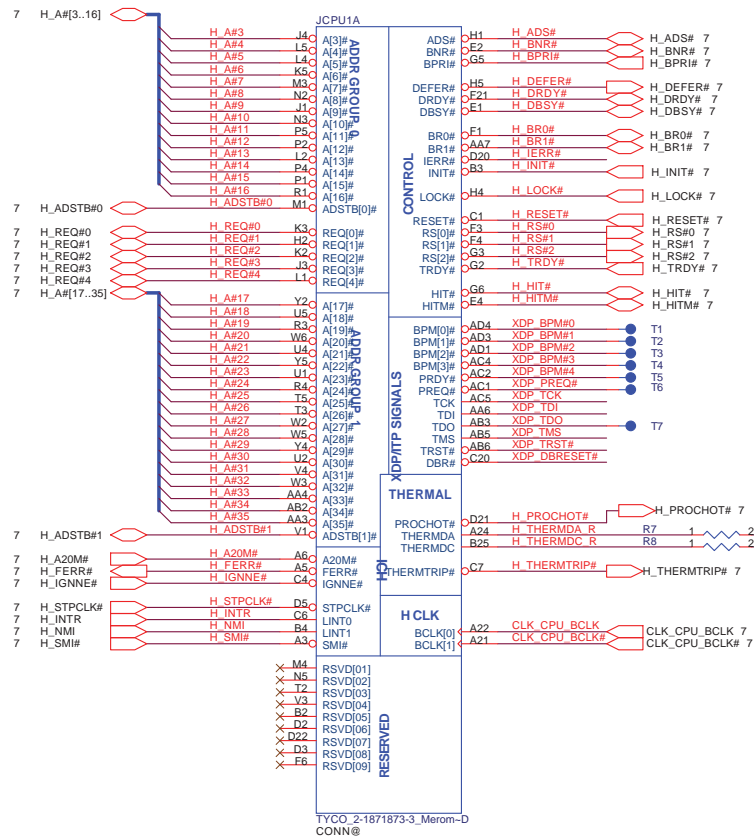 JCPU1A
7 H_A#[3..16]
H_A#3 J4 A[3]#
H_A#4 L5 A[4]#
H_A#5 L4 A[5]#
H_A#6 K5 A[6]#
H_A#7 M3 A[7]#
H_A#8 N2 A[8]#
H_A#9 J1 A[9]#
H_A#10 N3 A[10]#
H_A#11 P5 A[11]#
H_A#12 P2 A[12]#
H_A#13 L2 A[13]#
H_A#14 P4 A[14]#
H_A#15 P1 A[15]#
H_A#16 R1 A[16]#
7 H_ADSTB#0 M1 ADSTB[0]#
ADDR GROUP 0
7 H_REQ#0 H_REQ#0 K3 REQ[0]#
7 H_REQ#1 H_REQ#1 H2 REQ[1]#
7 H_REQ#2 H_REQ#2 K2 REQ[2]#
7 H_REQ#3 H_REQ#3 J3 REQ[3]#
7 H_REQ#4 H_REQ#4 L1 REQ[4]#
7 H_A#[17..35]
H_A#17 Y2 A[17]#
H_A#18 U5 A[18]#
H_A#19 R3 A[19]#
H_A#20 W6 A[20]#
H_A#21 U4 A[21]#
H_A#22 Y5 A[22]#
H_A#23 U1 A[23]#
H_A#24 R4 A[24]#
H_A#25 T5 A[25]#
H_A#26 T3 A[26]#
H_A#27 W2 A[27]#
H_A#28 W5 A[28]#
H_A#29 Y4 A[29]#
H_A#30 U2 A[30]#
H_A#31 V4 A[31]#
H_A#32 W3 A[32]#
H_A#33 AA4 A[33]#
H_A#34 AB2 A[34]#
H_A#35 AA3 A[35]#
7 H_ADSTB#1 H_ADSTB#1 V1 ADSTB[1]#
ADDR GROUP 1
7 H_A20M# H_A20M# A6 A20M#
7 H_FERR# H_FERR# A5 FERR#
7 H_IGNNE# H_IGNNE# C4 IGNNE#
7 H_STPCLK# H_STPCLK# D5 STPCLK#
7 H_INTR H_INTR C6 LINT0
7 H_NMI H_NMI B4 LINT1
7 H_SMI# H_SMI# A3 SMI#
M4 RSVD[01]
N5 RSVD[02]
T2 RSVD[03]
V3 RSVD[04]
B2 RSVD[05]
D2 RSVD[06]
D22 RSVD[07]
D3 RSVD[08]
F6 RSVD[09]
RESERVED
CONTROL
ADS# H1 H_ADS# H_ADS# 7
BNR# E2 H_BNR# H_BNR# 7
BPRI# G5 H_BPRI# H_BPRI# 7
DEFER# H5 H_DEFER# H_DEFER# 7
DRDY# F21 H_DRDY# H_DRDY# 7
DBSY# E1 H_DBSY# H_DBSY# 7
BR0# F1 H_BR0# H_BR0# 7
BR1# AA7 H_BR1# H_BR1# 7
IERR# D20 H_IERR#
INIT# B3 H_INIT# H_INIT# 7
LOCK# H4 H_LOCK# H_LOCK# 7
RESET# C1 H_RESET# H_RESET# 7
RS[0]# F3 H_RS#0 H_RS#0 7
RS[1]# F4 H_RS#1 H_RS#1 7
RS[2]# G3 H_RS#2 H_RS#2 7
TRDY# G2 H_TRDY# H_TRDY# 7
HIT# G6 H_HIT# H_HIT# 7
HITM# E4 H_HITM# H_HITM# 7
XDP/ITP SIGNALS
BPM[0]# AD4 XDP_BPM#0 T1
BPM[1]# AD3 XDP_BPM#1 T2
BPM[2]# AD1 XDP_BPM#2 T3
BPM[3]# AC4 XDP_BPM#3 T4
PRDY# AC2 XDP_BPM#4 T5
PREQ# AC1 XDP_PREQ# T6
TCK AC5 XDP_TCK
TDI AA6 XDP_TDI
TDO AB3 XDP_TDO T7
TMS AB5 XDP_TMS
TRST# AB6 XDP_TRST#
DBR# C20 XDP_DBRESET#
THERMAL
PROCHOT# D21 H_PROCHOT# H_PROCHOT# 7
THERMDA A24 H_THERMDA_R R7 1 2
THERMDC B25 H_THERMDC_R R8 1 2
THERMTRIP# C7 H_THERMTRIP# H_THERMTRIP# 7
H CLK
BCLK[0] A22 CLK_CPU_BCLK CLK_CPU_BCLK 7
BCLK[1] A21 CLK_CPU_BCLK# CLK_CPU_BCLK# 7
TYCO_2-1871873-3_Merom~D
CONN@